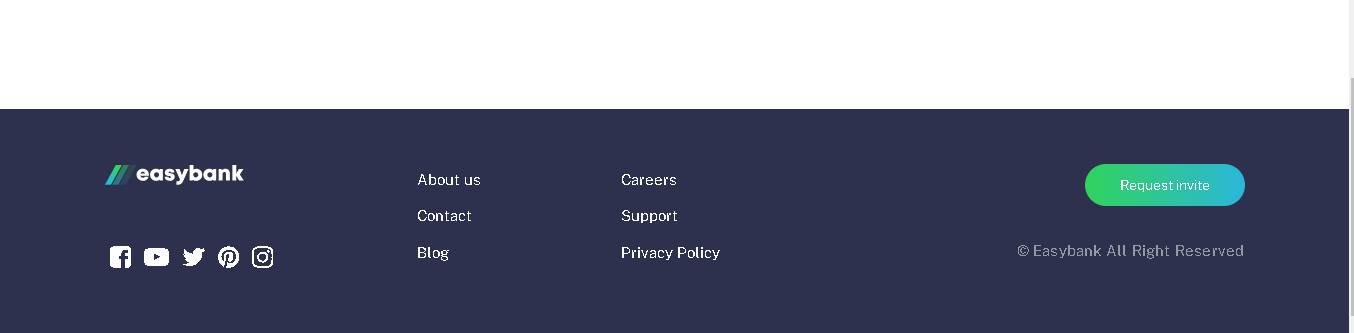 easybank
About us
Contact
Blog
Careers
Support
Privacy Policy
Request invite
© Easybank All Right Reserved